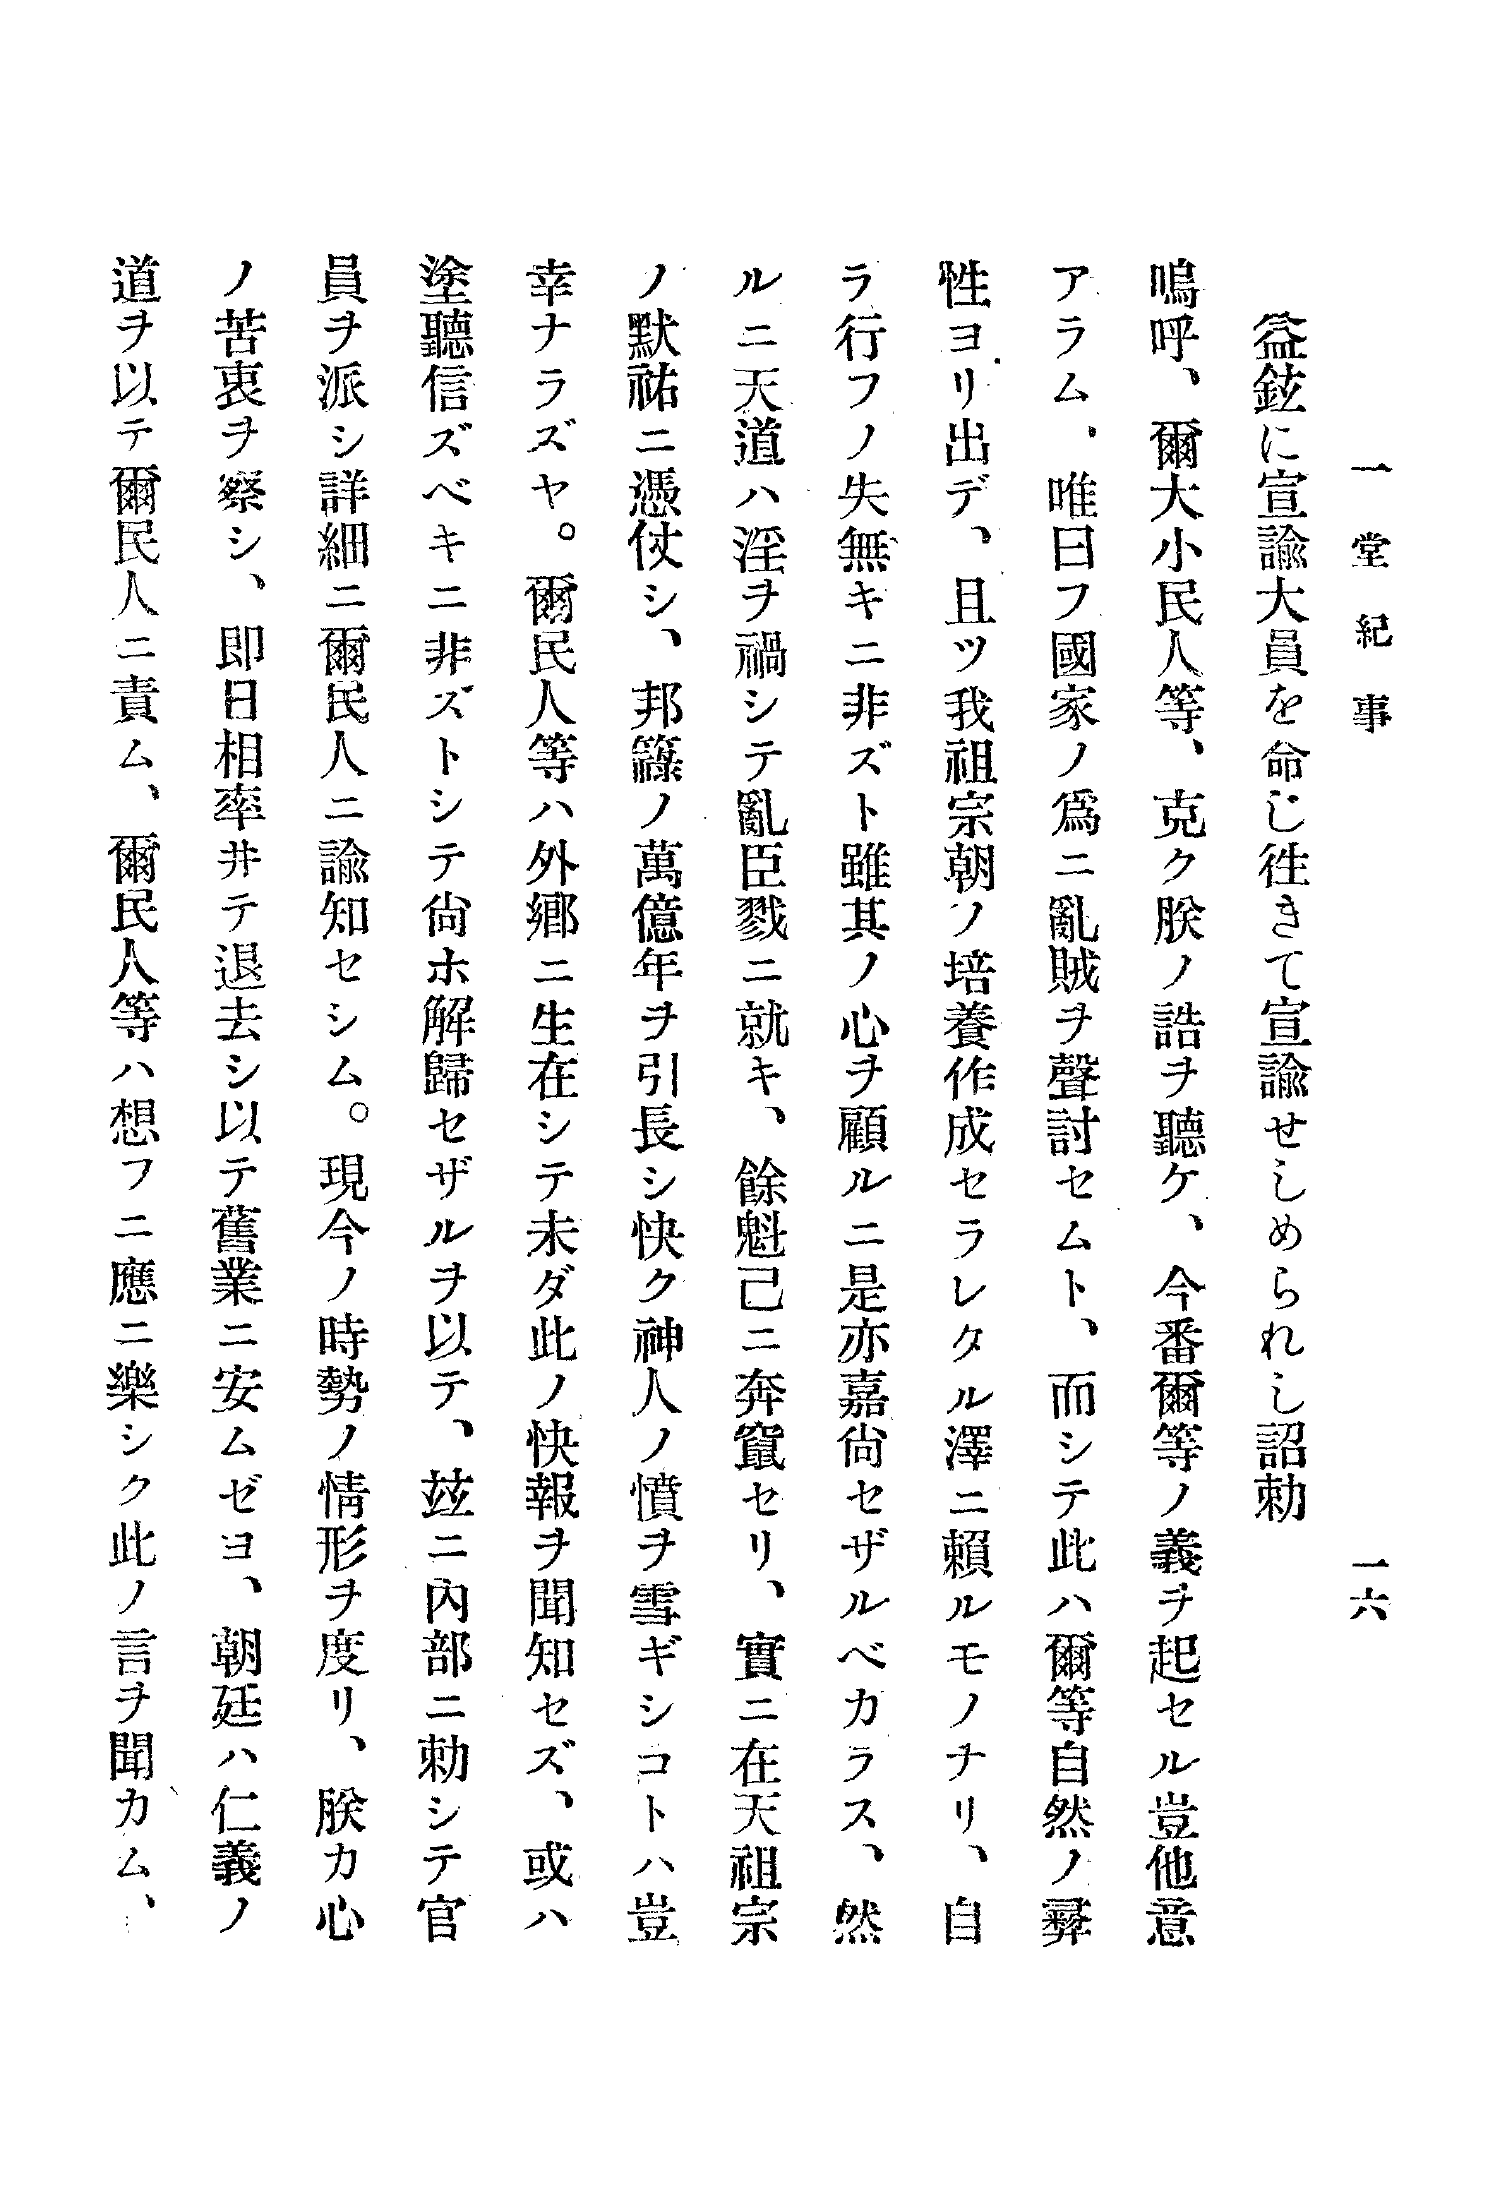 一堂紀事
一六
益鉉に宣諭大員を命じ徃きて宣諭せしめられし詔勅
嗚呼、爾大小民人等、克ク朕ノ誥ヲ聽ケ、今番爾等ノ義ヲ起セル豈他意
アラム、唯曰フ國家ノ爲ニ亂賊ヲ聲討セムト、而シテ此ハ爾等自然ノ彛
性ヨリ出デ、且ツ我祖宗朝ノ培養作成セラレタル澤ニ賴ルモノナリ、自
ラ行フノ失無キニ非ズト雖其ノ心ヲ顧ルニ是亦嘉尙セザルベカラス、然
ルニ天道ハ淫ヲ禍シテ亂臣戮ニ就キ、餘魁己ニ奔竄セリ、實ニ在天祖宗
ノ默祐ニ憑仗シ、邦籙ノ萬億年ヲ引長シ快ク神人ノ憤ヲ雪ギシコトハ豈
幸ナラズヤ。爾民人等ハ外鄕ニ生在シテ未ダ此ノ快報ヲ聞知セズ、或ハ
塗聽信ズベキニ非ズトシテ尙ホ解歸セザルヲ以テ、玆ニ內部ニ勅シテ官
員ヲ派シ詳細ニ爾民人ニ諭知セシム。現今ノ時勢ノ情形ヲ度リ、朕カ心
ノ苦衷ヲ察シ、卽日相率井テ退去シ以テ舊業ニ安ムゼヨ、朝廷ハ仁義ノ
道ヲ以テ爾民人ニ責ム、爾民人等ハ想フニ應ニ樂シク此ノ言ヲ聞カム、